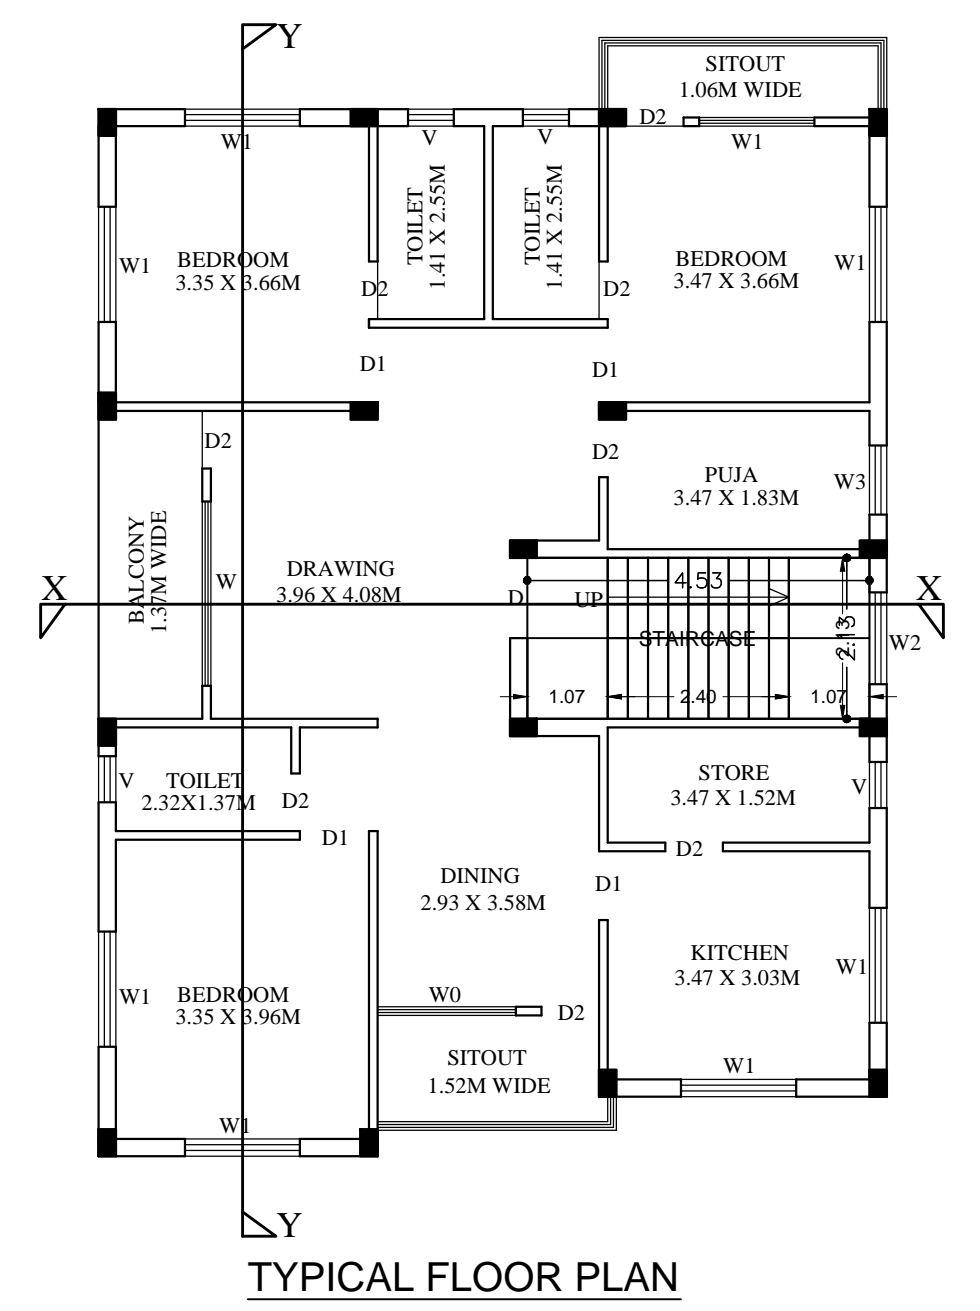 Y
SITOUT
1.06M WIDE
D2
W1
V
V
W1
TOILET
1.41 X 2.55M
TOILET
1.41 X 2.55M
W1
BEDROOM
3.35 X 3.66M
BEDROOM
3.47 X 3.66M
W1
D2
D2
D1
D1
D2
D2
PUJA
3.47 X 1.83M
W3
BALCONY
1.37M WIDE
W
DRAWING
3.96 X 4.08M
X
X
D
UP
4.53
STAIRCASE
2.13
2.13
W2
1.07
2.40
1.07
V
TOILET
2.32X1.37M
D2
STORE
3.47 X 1.52M
V
D1
D2
DINING
2.93 X 3.58M
D1
KITCHEN
3.47 X 3.03M
W1
W1
BEDROOM
3.35 X 3.96M
W0
D2
SITOUT
1.52M WIDE
W1
W1
Y
TYPICAL FLOOR PLAN